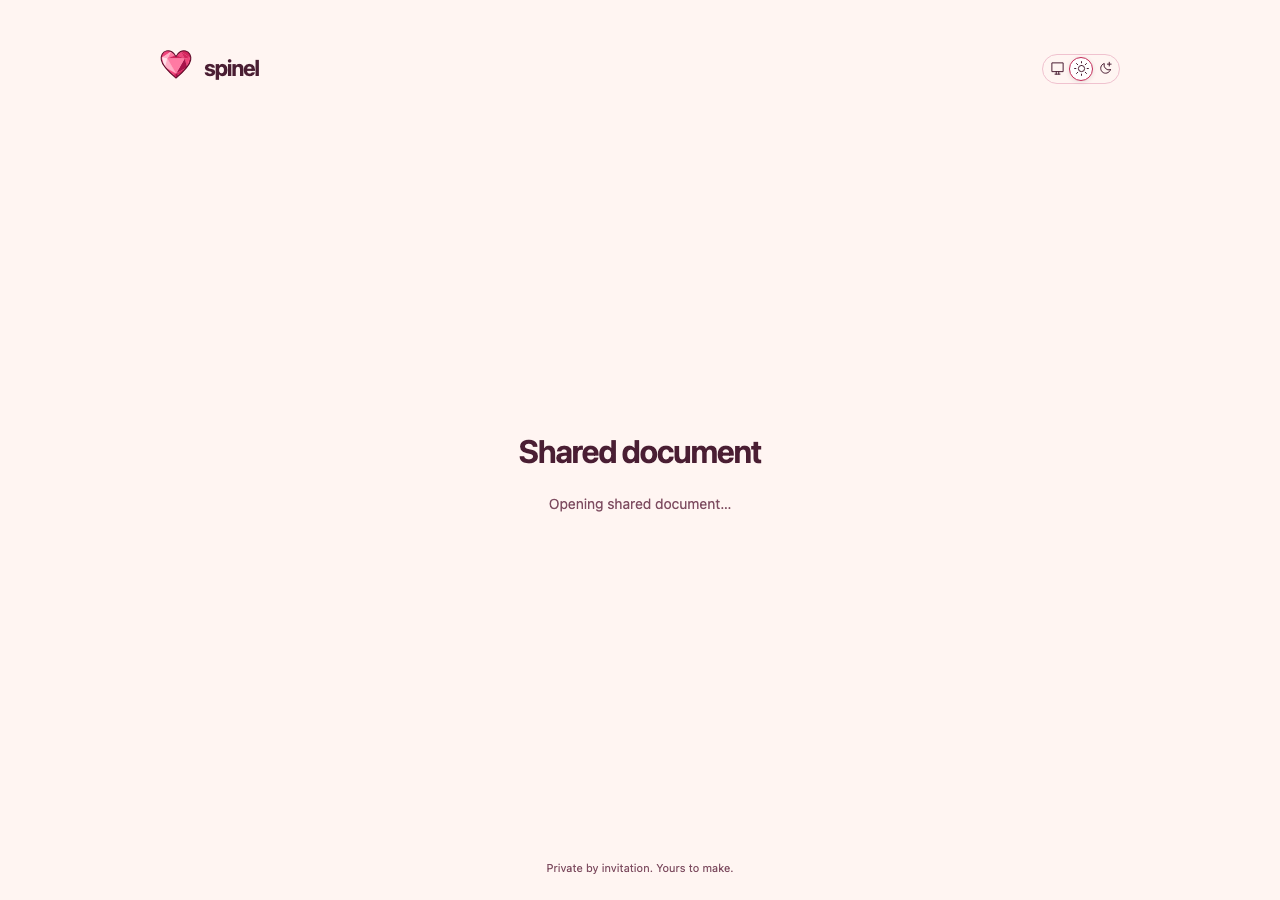 spinel
Shared document
Opening shared document…
Private by invitation. Yours to make.